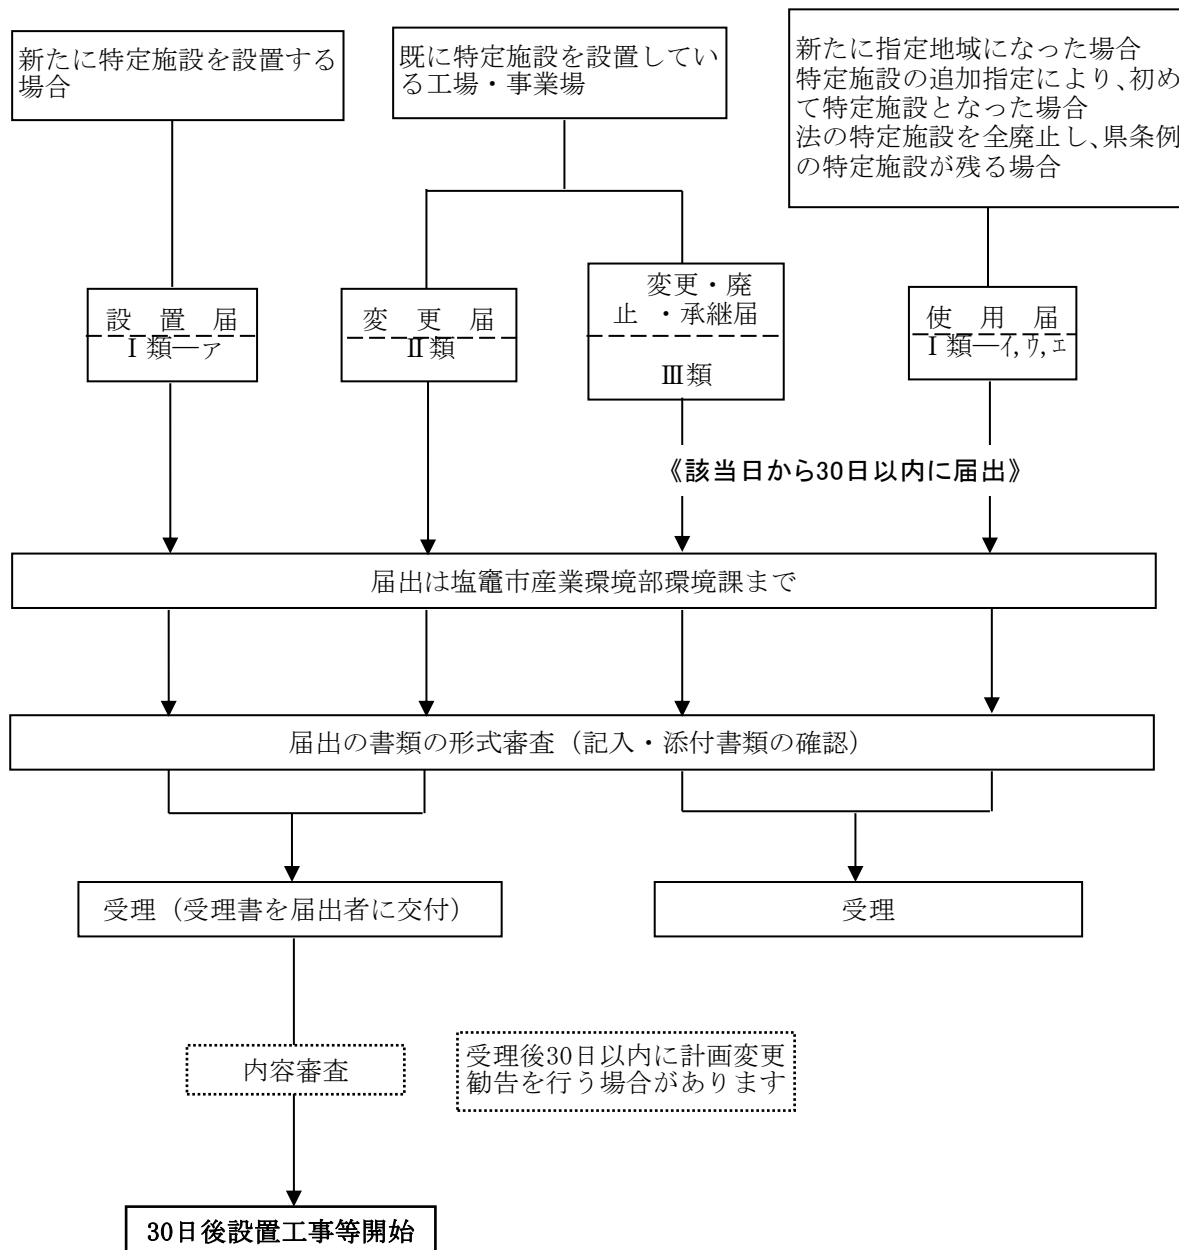 新たに特定施設を設置する
場合
既に特定施設を設置してい
る工場・事業場
新たに指定地域になった場合
特定施設の追加指定により、初め
て特定施設となった場合
法の特定施設を全廃止し、県条例
の特定施設が残る場合
設 置 届
Ⅰ類―ァ
変 更 届
Ⅱ類
変更・廃
止 ・承継届
Ⅲ類
使 用 届
Ⅰ類―イ,ウ,エ
《該当日から30日以内に届出》
届出は塩竈市産業環境部環境課まで
届出の書類の形式審査（記入・添付書類の確認）
受理（受理書を届出者に交付）
受理
内容審査
受理後30日以内に計画変更
勧告を行う場合があります
30日後設置工事等開始